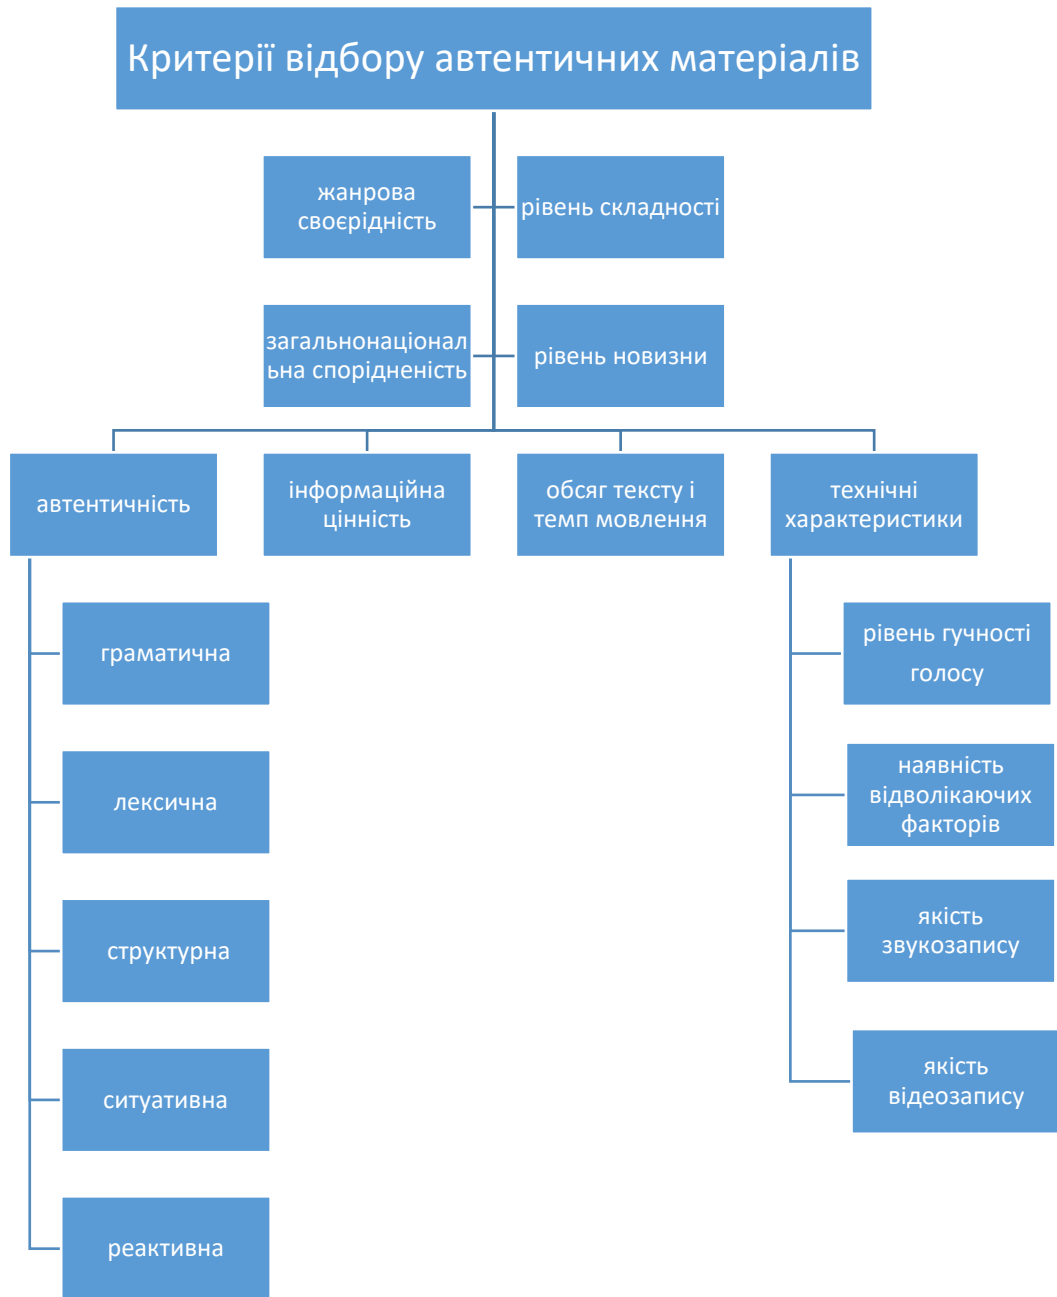 Критерії відбору автентичних матеріалів
жанрова
своєрідність
рівень складності
загальнонаціонал
ьна спорідненість
рівень новизни
автентичність
інформаційна
цінність
обсяг тексту і
темп мовлення
технічні
характеристики
граматична
лексична
структурна
ситуативна
реактивна
рівень гучності
голосу
наявність
відволікаючих
факторів
якість
звукозапису
якість
відеозапису